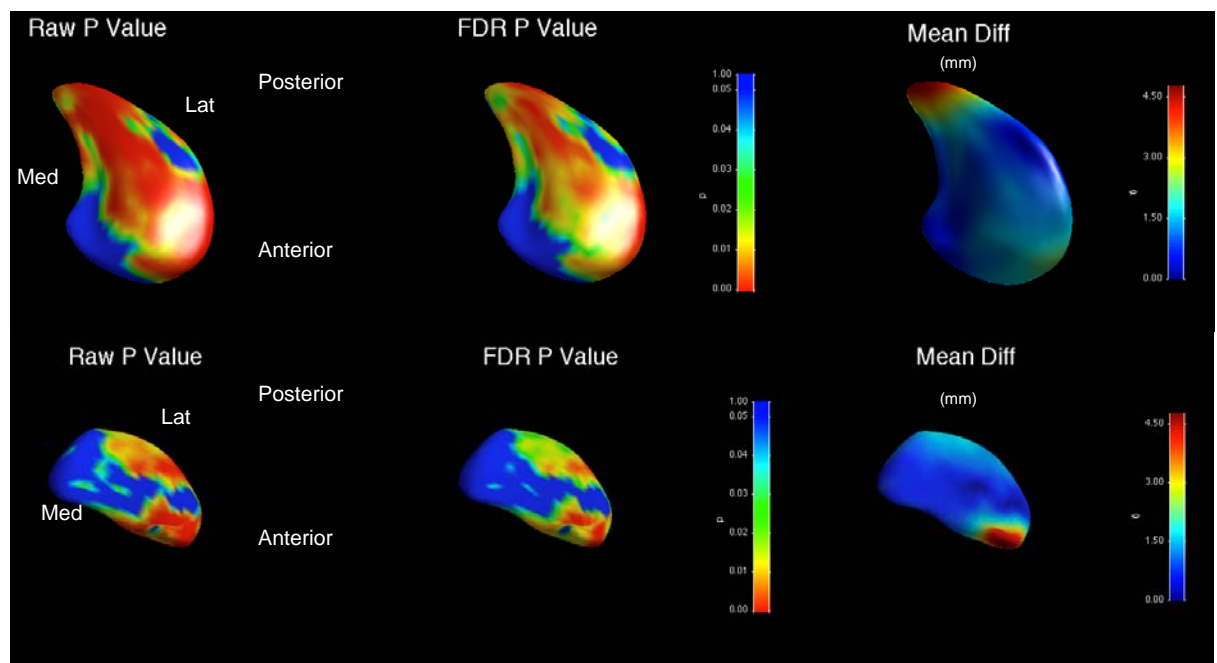 Raw P Value
FDR P Value
Mean Diff
(mm)
Posterior
Lat
Med
Anterior
1.00
0.05
0.04
0.03
0.02
0.01
0.00
p
4.50
3.00
1.50
0.00
Raw P Value
FDR P Value
Mean Diff
(mm)
Posterior
Lat
Med
Anterior
1.00
0.05
0.04
0.03
0.02
0.01
0.00
p
4.50
3.00
1.50
0.00